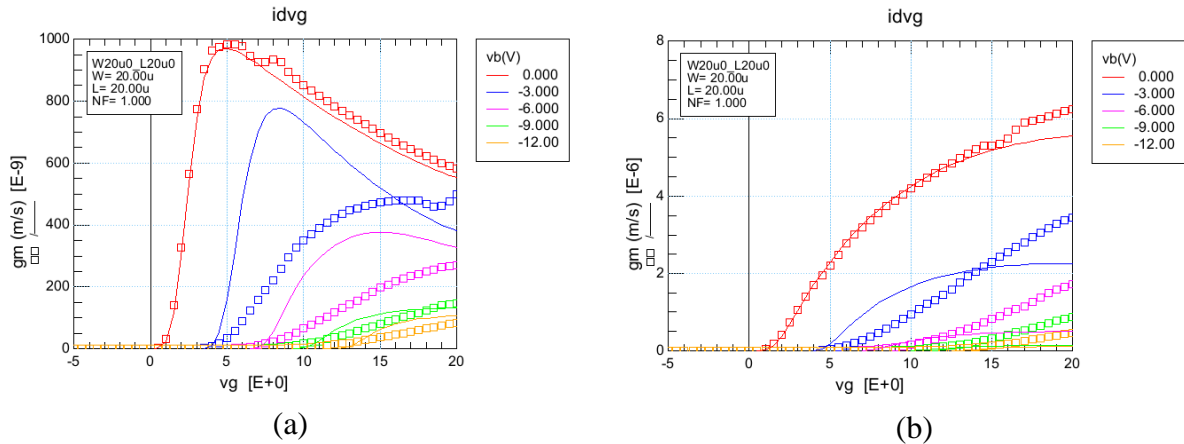 idvg
1000
800
600
400
200
0
gm (m/s) [E-9]
W20u0_L20u0
W= 20.00u
L= 20.00u
NF= 1.000
-5
0
5
10
15
20
vg [E+0]
vb(V)
0.000
-3.000
-6.000
-9.000
-12.00
(a)
idvg
8
6
4
2
0
gm (m/s) [E-6]
W20u0_L20u0
W= 20.00u
L= 20.00u
NF= 1.000
-5
0
5
10
15
20
vg [E+0]
vb(V)
0.000
-3.000
-6.000
-9.000
-12.00
(b)